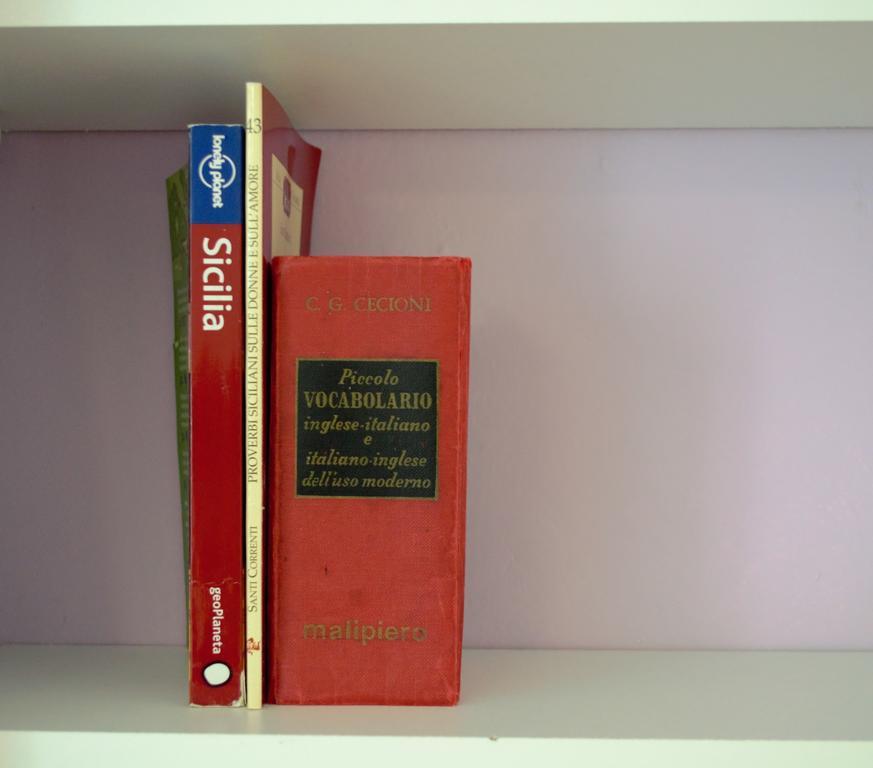 lonely planet
Sicilia
geoPlaneta
43
PROVERBI SICILIANI SULLE DONNE E SULL'AMORE
SANTI CORRENTI
C. G. CECIONI
Piccolo
VOCABOLARIO
inglese-italiano
e
italiano-inglese
dell'uso moderno
malipiero